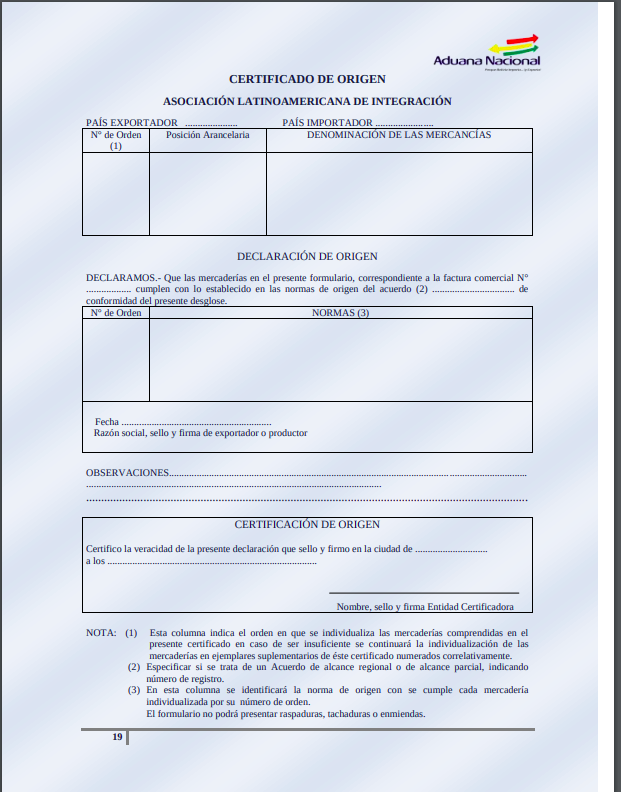 Aduana Nacional
CERTIFICADO DE ORIGEN
ASOCIACIÓN LATINOAMERICANA DE INTEGRACIÓN
PAÍS EXPORTADOR ..................... PAÍS IMPORTADOR .......................
N° de Orden (1) Posición Arancelaria DENOMINACIÓN DE LAS MERCANCÍAS
DECLARACIÓN DE ORIGEN
DECLARAMOS.- Que las mercaderías en el presente formulario, correspondiente a la factura comercial N°
.................. cumplen con lo establecido en las normas de origen del acuerdo (2) ................................. de
conformidad del presente desglose.
N° de Orden NORMAS (3)
Fecha ............................................................
Razón social, sello y firma de exportador o productor
OBSERVACIONES................................................................................................................................................
......................................................................................................................
....................................................................................................................................................
CERTIFICACIÓN DE ORIGEN
Certifico la veracidad de la presente declaración que sello y firmo en la ciudad de .............................
a los ....................................................................................
Nombre, sello y firma Entidad Certificadora
NOTA: (1) Esta columna indica el orden en que se individualiza las mercaderías comprendidas en el
presente certificado en caso de ser insuficiente se continuará la individualización de las
mercaderías en ejemplares suplementarios de éste certificado numerados correlativamente.
(2) Especificar si se trata de un Acuerdo de alcance regional o de alcance parcial, indicando
número de registro.
(3) En esta columna se identificará la norma de origen con se cumple cada mercadería
individualizada por su número de orden.
El formulario no podrá presentar raspaduras, tachaduras o enmiendas.
19